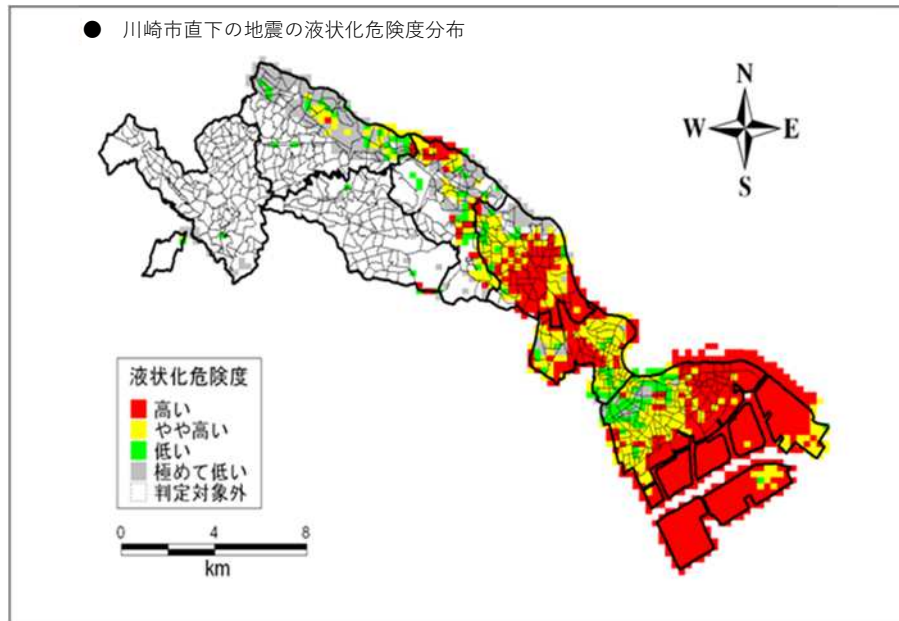 ● 川崎市直下の地震の液状化危険度分布
N
W E
S
液状化危険度
高い
やや高い
低い
極めて低い
判定対象外
0 4 8
km